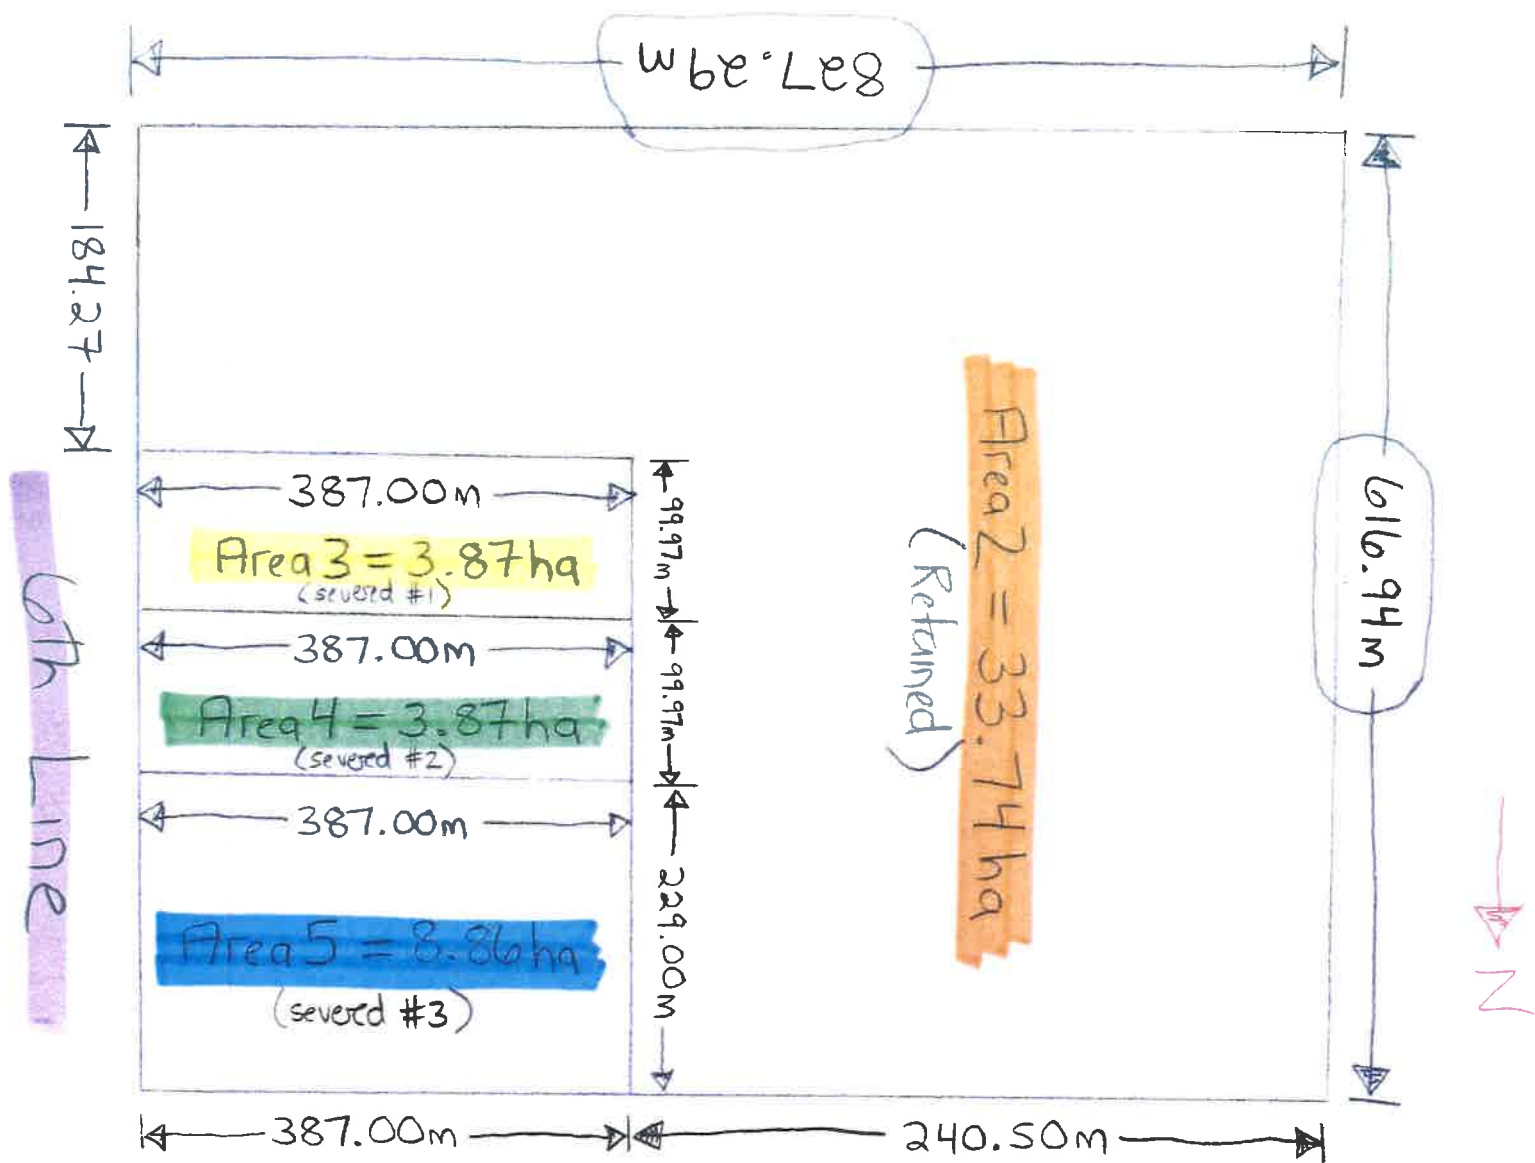 827.29m
184.27
387.00m
Area 3 = 3.87ha
(severed #1)
99.97m
387.00m
Area 4 = 3.87ha
(severed #2)
99.97m
387.00m
Area 5 = 8.86ha
(severed #3)
229.00m
Area 2 = 33.74ha
(Retained)
616.94m
6th Line
387.00m
240.50m
N